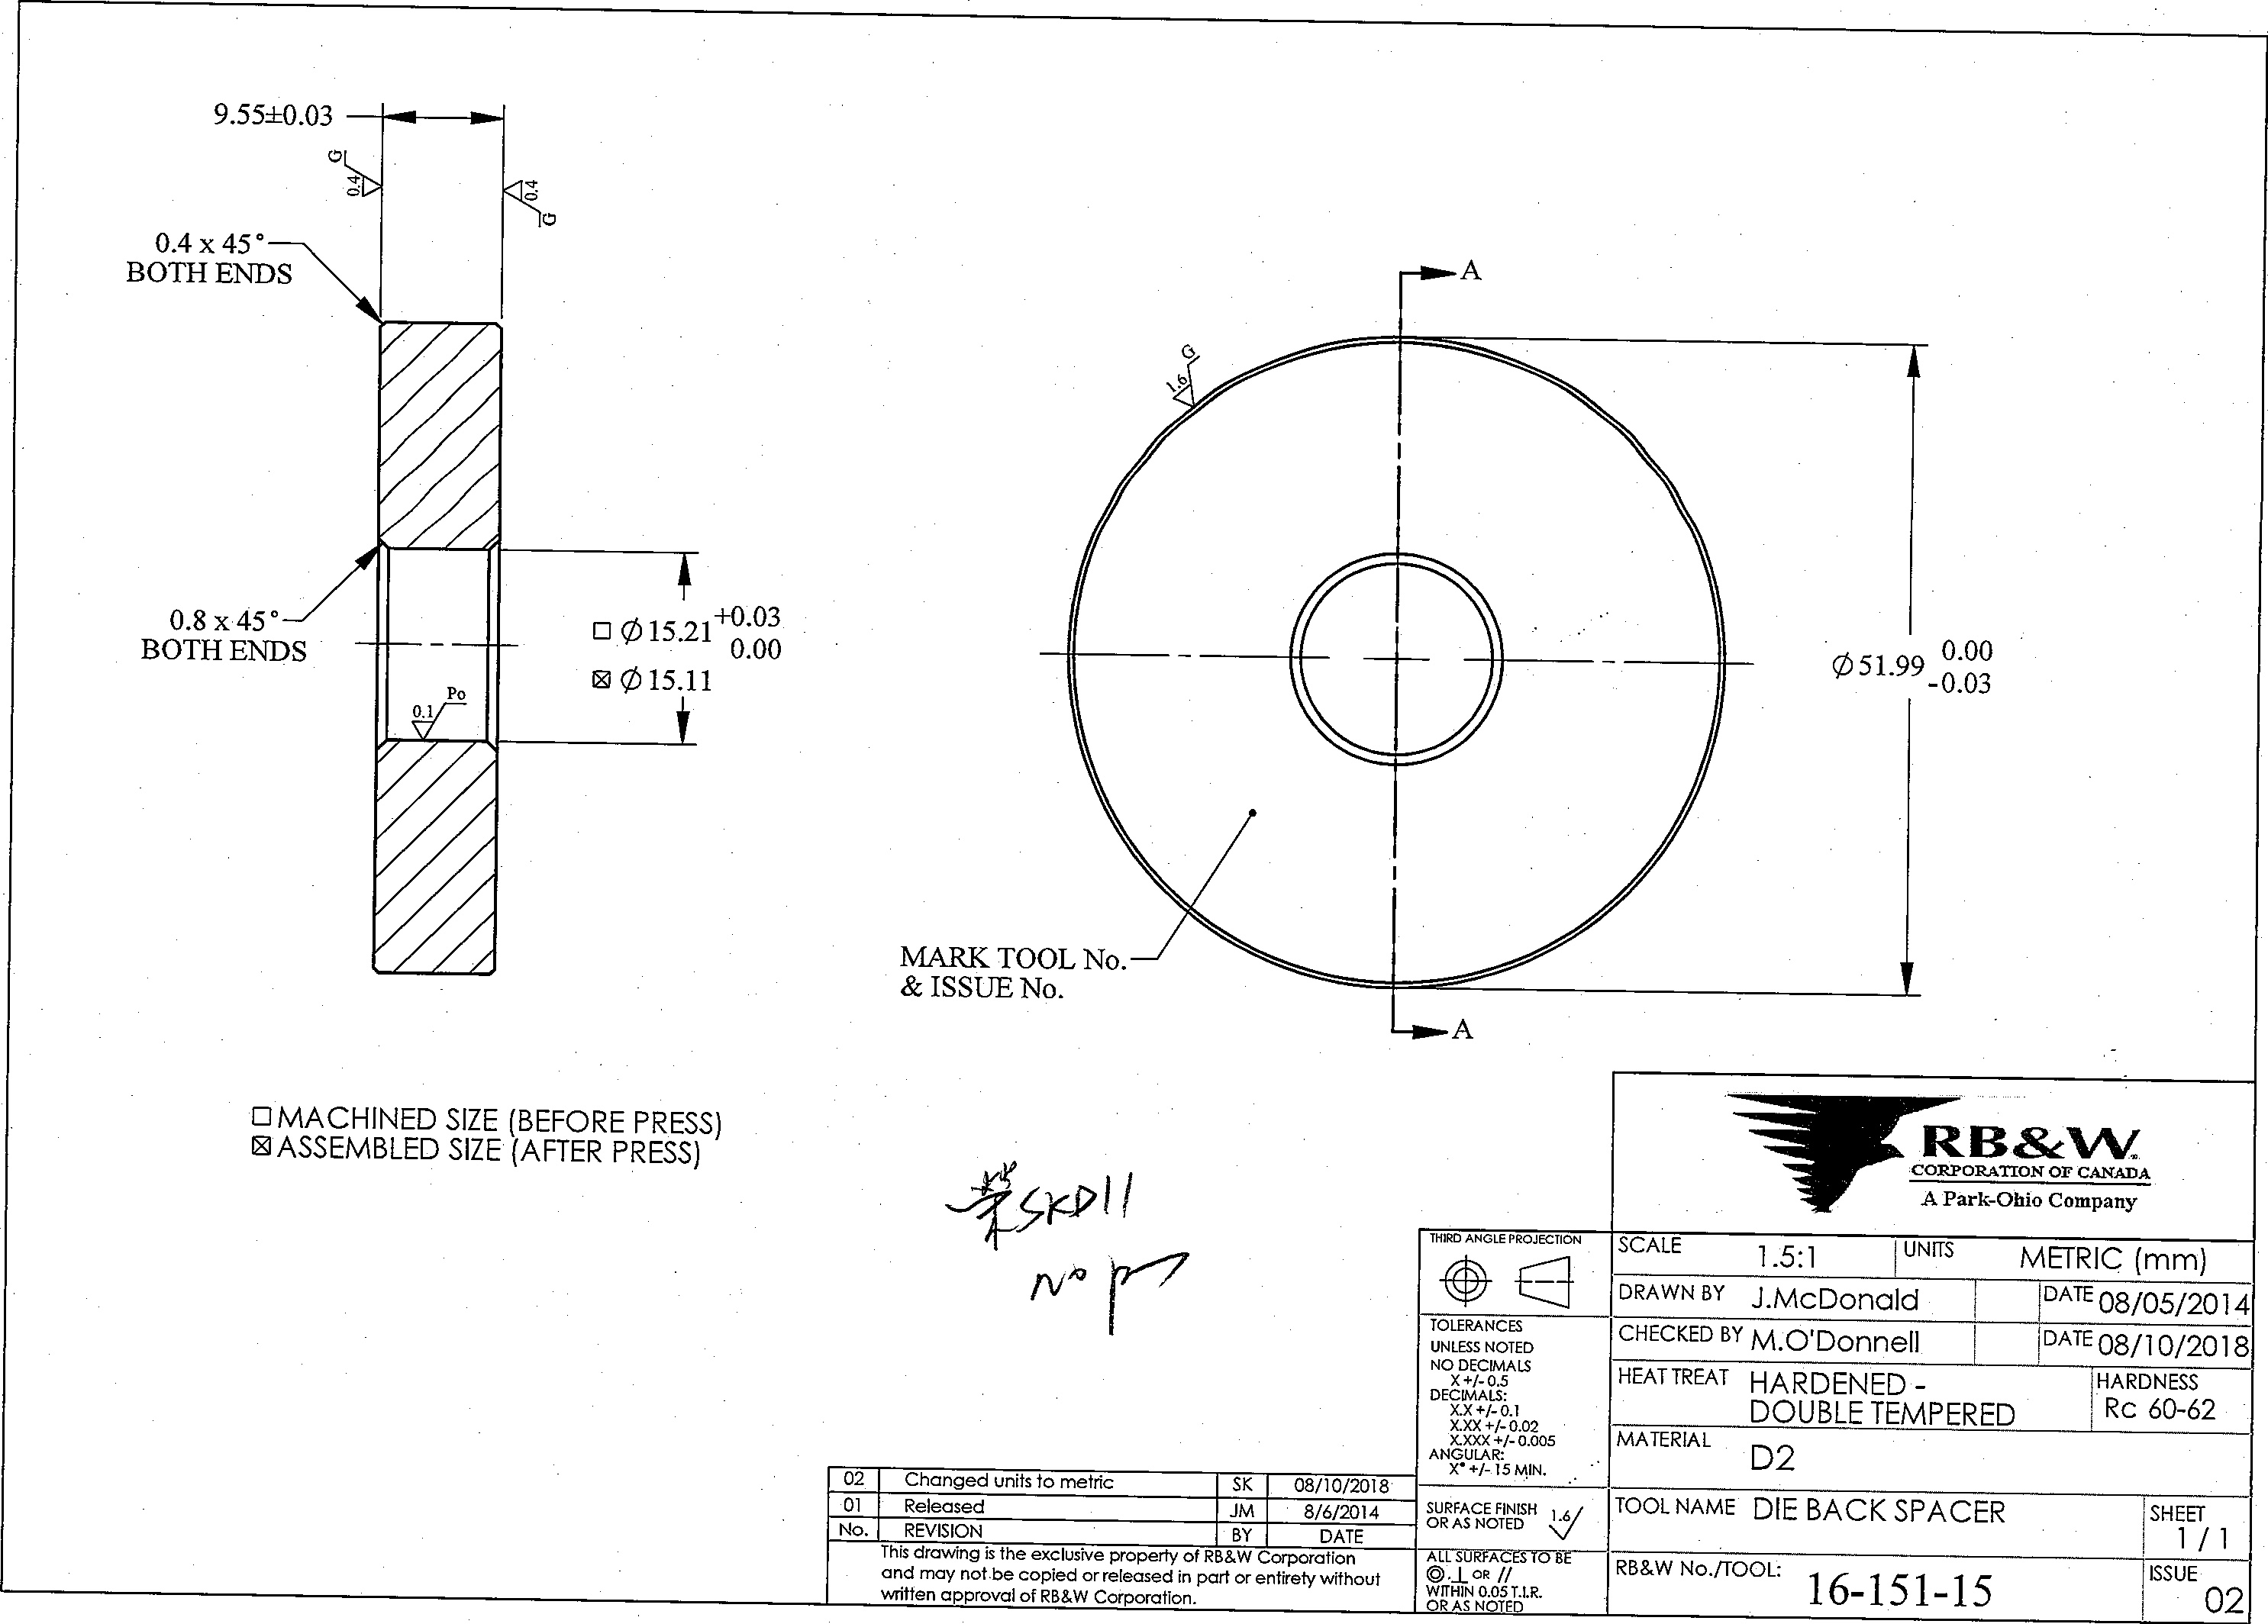 9.55±0.03
G
0.4
0.4
G
0.4 x 45°
BOTH ENDS
0.8 x 45°
BOTH ENDS
□ ∅15.21 +0.03
0.00
⊠ ∅15.11
0.1
Po
A
G
1.6
∅51.99 0.00
-0.03
MARK TOOL No.
& ISSUE No.
A
□ MACHINED SIZE (BEFORE PRESS)
⊠ ASSEMBLED SIZE (AFTER PRESS)
SKD11
No
RB&W
CORPORATION OF CANADA
A Park-Ohio Company
THIRD ANGLE PROJECTION
SCALE 1.5:1 UNITS METRIC (mm)
DRAWN BY J.McDonald DATE 08/05/2014
CHECKED BY M.O'Donnell DATE 08/10/2018
HEAT TREAT HARDENED -
DOUBLE TEMPERED
HARDNESS
Rc 60-62
MATERIAL D2
TOOL NAME DIE BACK SPACER
SHEET
1 / 1
RB&W No./TOOL: 16-151-15
ISSUE
02
TOLERANCES
UNLESS NOTED
NO DECIMALS
X +/- 0.5
DECIMALS:
X.X +/- 0.1
X.XX +/- 0.02
X.XXX +/- 0.005
ANGULAR:
X° +/- 15 MIN.
SURFACE FINISH
OR AS NOTED 1.6
ALL SURFACES TO BE
◎ . ⊥ OR //
WITHIN 0.05 T.I.R.
OR AS NOTED
02 Changed units to metric SK 08/10/2018
01 Released JM 8/6/2014
No. REVISION BY DATE
This drawing is the exclusive property of RB&W Corporation
and may not be copied or released in part or entirety without
written approval of RB&W Corporation.